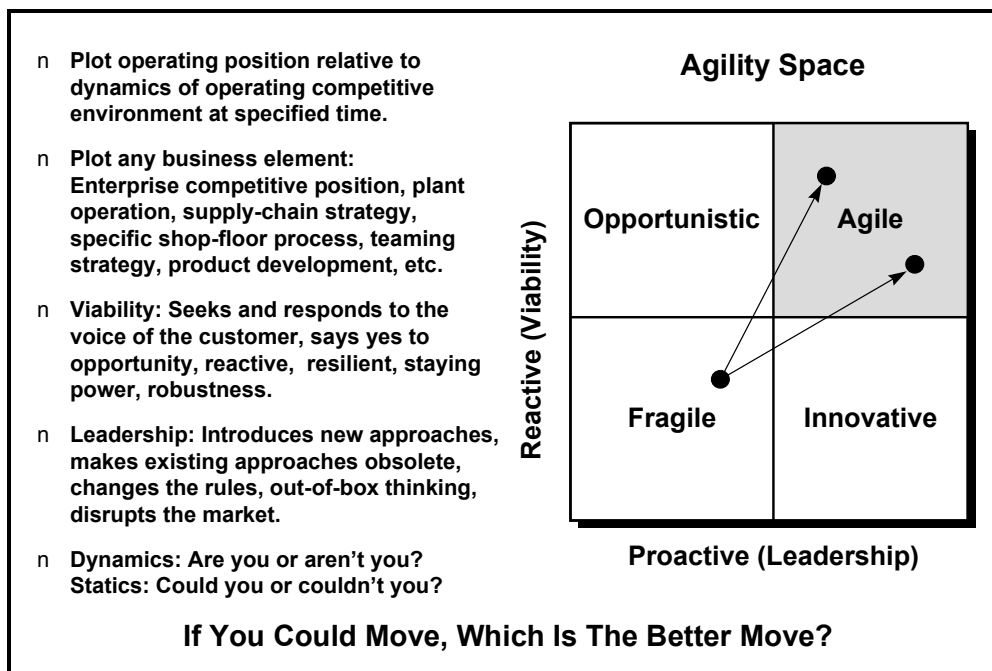 n Plot operating position relative to
dynamics of operating competitive
environment at specified time.
n Plot any business element:
Enterprise competitive position, plant
operation, supply-chain strategy,
specific shop-floor process, teaming
strategy, product development, etc.
n Viability: Seeks and responds to the
voice of the customer, says yes to
opportunity, reactive, resilient, staying
power, robustness.
n Leadership: Introduces new approaches,
makes existing approaches obsolete,
changes the rules, out-of-box thinking,
disrupts the market.
n Dynamics: Are you or aren’t you?
Statics: Could you or couldn’t you?
Agility Space
Reactive (Viability)
Opportunistic
Agile
Fragile
Innovative
Proactive (Leadership)
If You Could Move, Which Is The Better Move?